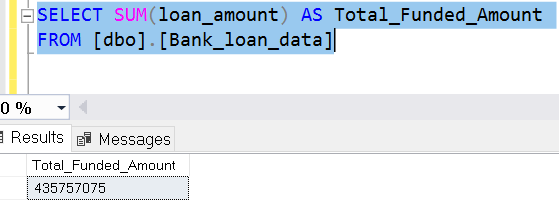 SELECT SUM(loan_amount) AS Total_Funded_Amount
FROM [dbo].[Bank_loan_data]
0 %
Results Messages
Total_Funded_Amount
435757075